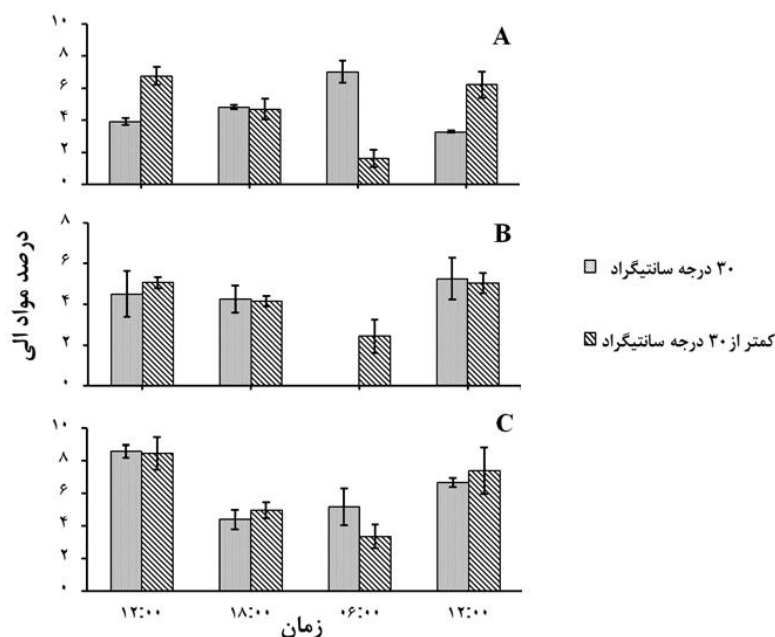 ۱۰
۸
۶
۴
۲
۰
A
۸
۶
۴
۲
۰
B
۱۰
۸
۶
۴
۲
۰
C
درصد مواد الی
۱۲:۰۰ ۱۸:۰۰ ۰۶:۰۰ ۱۲:۰۰
زمان
۳۰ درجه سانتیگراد
کمتر از ۳۰ درجه سانتیگراد